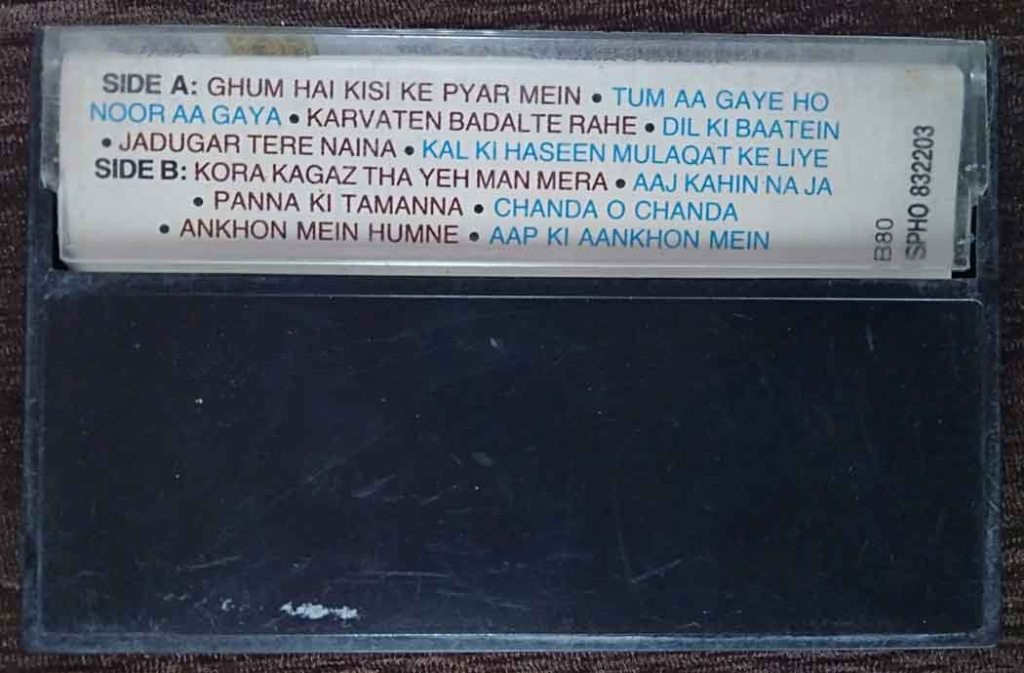 SIDE A: GHUM HAI KISI KE PYAR MEIN • TUM AA GAYE HO
NOOR AA GAYA • KARVATEN BADALTE RAHE • DIL KI BAATEIN
• JADUGAR TERE NAINA • KAL KI HASEEN MULAQAT KE LIYE
SIDE B: KORA KAGAZ THA YEH MAN MERA • AAJ KAHIN NA JA
• PANNA KI TAMANNA • CHANDA O CHANDA
• ANKHON MEIN HUMNE • AAP KI AANKHON MEIN
B80
SPHO 832203